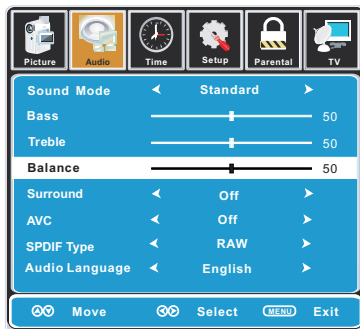 Picture Audio Time Setup Parental TV
Sound Mode Standard
Bass 50
Treble 50
Balance 50
Surround Off
AVC Off
SPDIF Type RAW
Audio Language English
Move Select MENU Exit